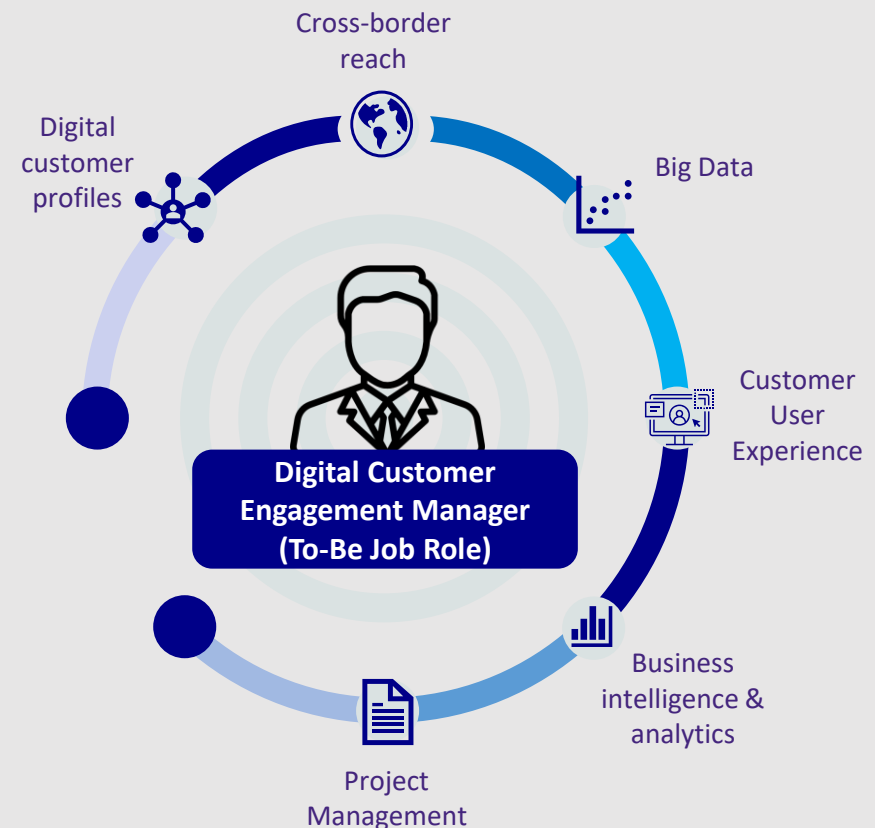 Cross-border
reach
Digital
customer
profiles
Big Data
Customer
User
Experience
Digital Customer
Engagement Manager
(To-Be Job Role)
Business
intelligence &
analytics
Project
Management